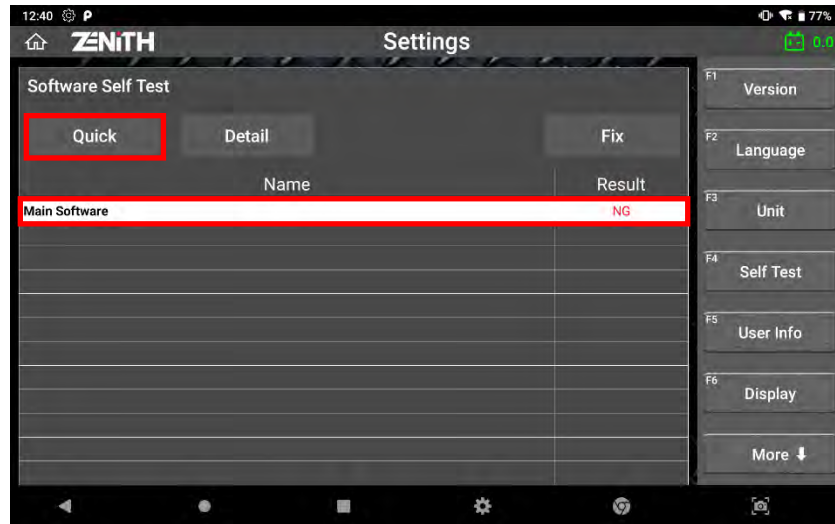 12:40 P 77%
ZENITH Settings 0.0
Software Self Test
Quick Detail Fix
Name Result
Main Software NG
F1 Version
F2 Language
F3 Unit
F4 Self Test
F5 User Info
F6 Display
More